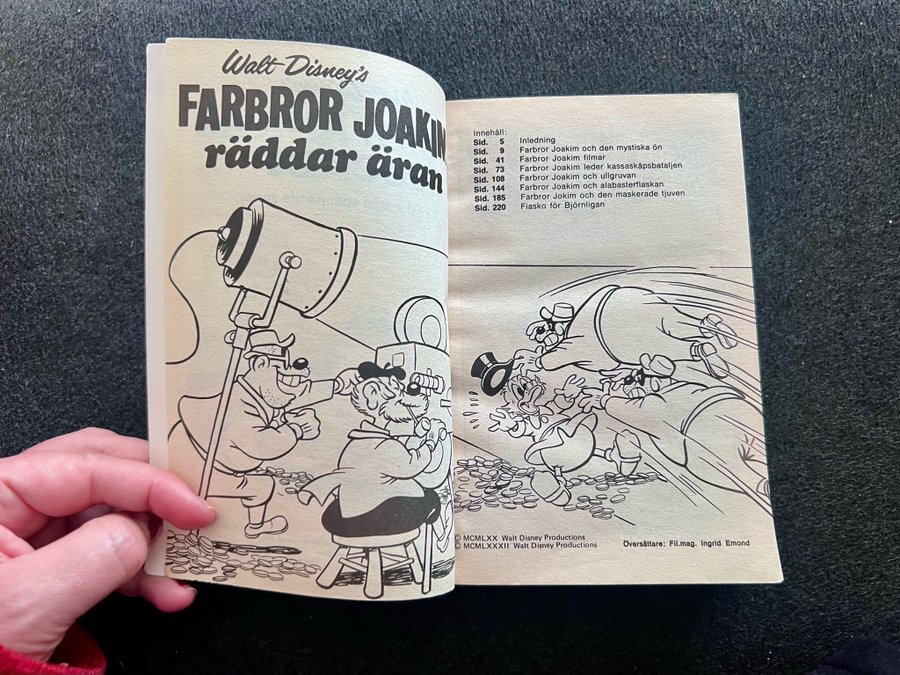 Walt Disney's
FARBROR JOAKIM
räddar äran
Innehåll:
Sid. 5 Inledning
Sid. 9 Farbror Joakim och den mystiska ön
Sid. 41 Farbror Joakim filmar
Sid. 73 Farbror Joakim leder kassaskåpsbataljen
Sid. 108 Farbror Joakim och ullgruvan
Sid. 144 Farbror Joakim och alabasterflaskan
Sid. 185 Farbror Jokim och den maskerade tjuven
Sid. 220 Fiasko för Björnligan
© MCMLXX Walt Disney Productions
© MCMLXXXII Walt Disney Productions
Översättare: Fil.mag. Ingrid Emond